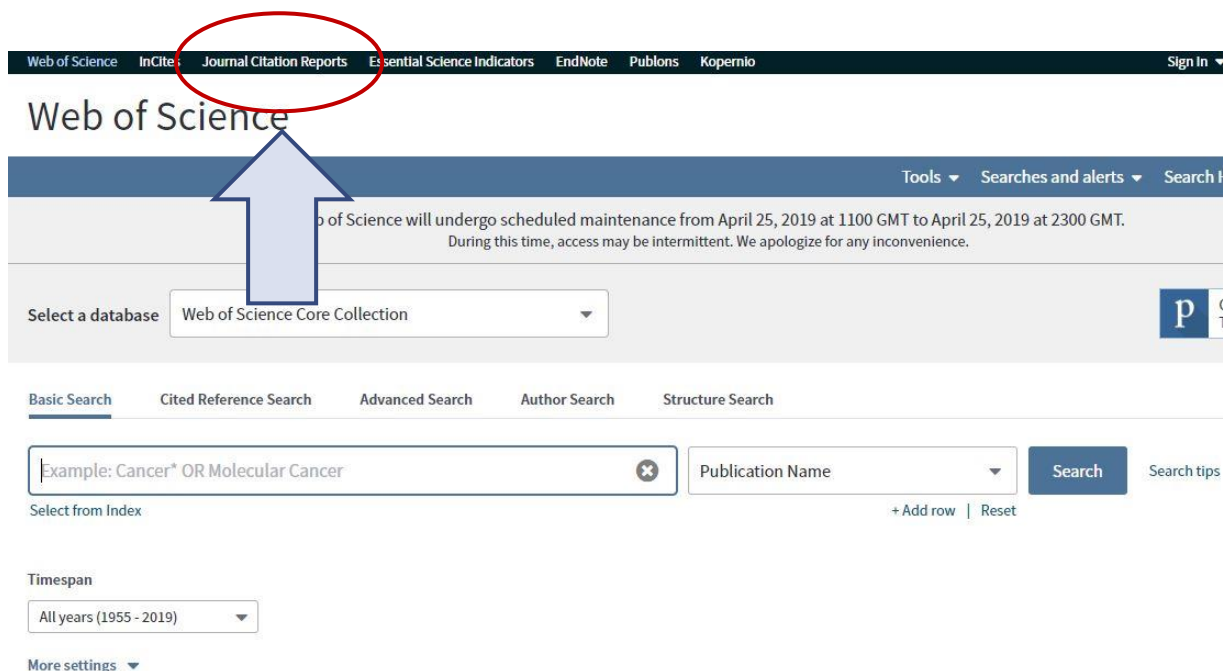 Web of Science InCites Journal Citation Reports Essential Science Indicators EndNote Publons Kopernio Sign In
Web of Science
Tools Searches and alerts Search
of Science will undergo scheduled maintenance from April 25, 2019 at 1100 GMT to April 25, 2019 at 2300 GMT.
During this time, access may be intermittent. We apologize for any inconvenience.
Select a database Web of Science Core Collection
p
Basic Search Cited Reference Search Advanced Search Author Search Structure Search
Example: Cancer* OR Molecular Cancer Publication Name Search Search tips
Select from Index + Add row | Reset
Timespan
All years (1955 - 2019)
More settings